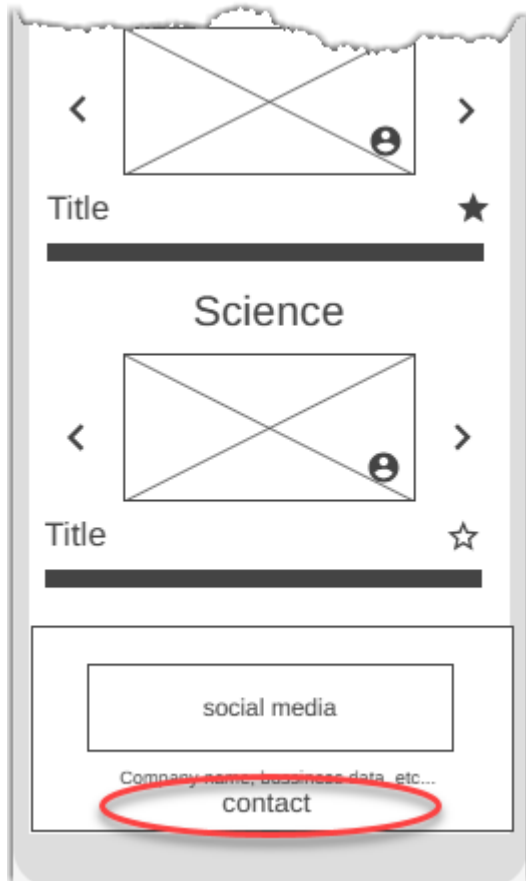 Title
Science
Title
social media
Company name, bussiness data, etc...
contact